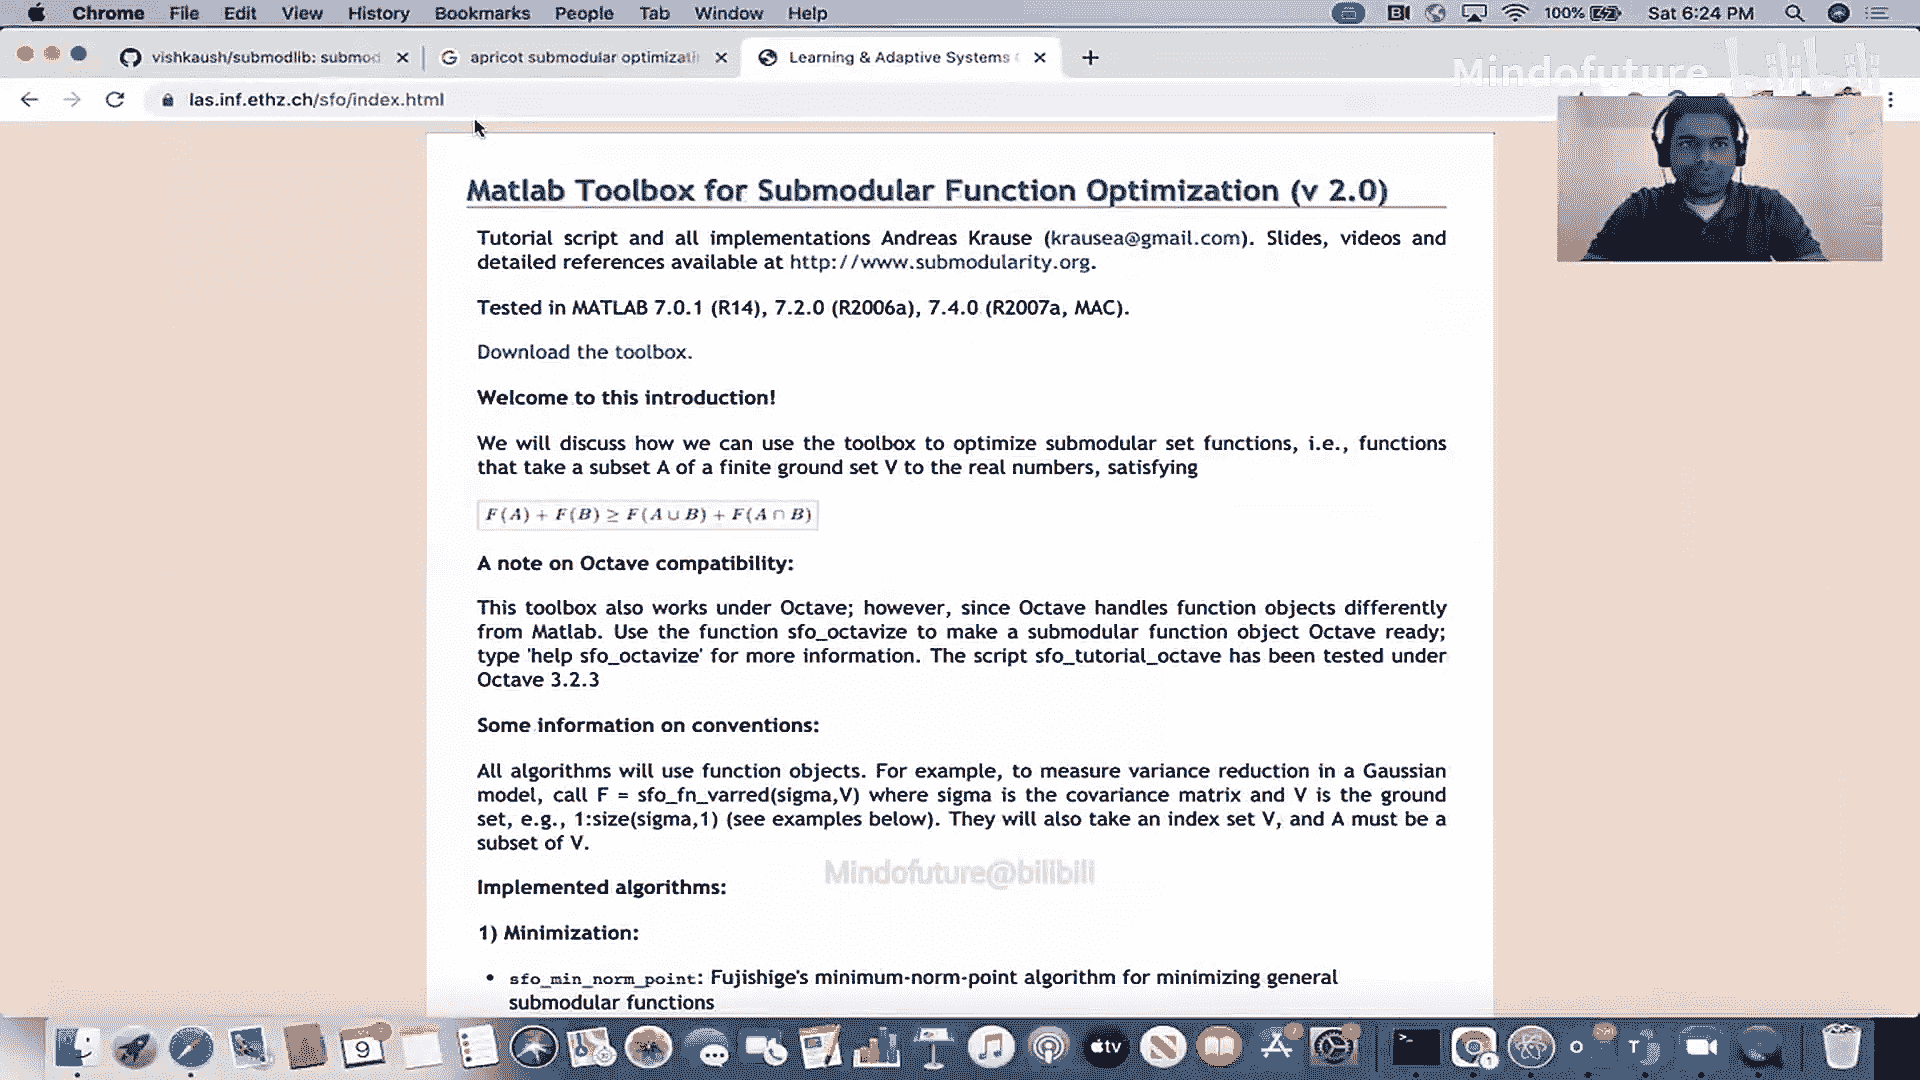 Chrome File Edit View History Bookmarks People Tab Window Help 100% Sat 6:24 PM
vishkaush/submodlib: submod apricot submodular optimizati Learning & Adaptive Systems
Mindofuture bilibili
las.inf.ethz.ch/sfo/index.html
Matlab Toolbox for Submodular Function Optimization (v 2.0)
Tutorial script and all implementations Andreas Krause (krausea@gmail.com). Slides, videos and
detailed references available at http://www.submodularity.org.
Tested in MATLAB 7.0.1 (R14), 7.2.0 (R2006a), 7.4.0 (R2007a, MAC).
Download the toolbox.
Welcome to this introduction!
We will discuss how we can use the toolbox to optimize submodular set functions, i.e., functions
that take a subset A of a finite ground set V to the real numbers, satisfying
F(A) + F(B) ≥ F(A ∪ B) + F(A ∩ B)
A note on Octave compatibility:
This toolbox also works under Octave; however, since Octave handles function objects differently
from Matlab. Use the function sfo_octavize to make a submodular function object Octave ready;
type 'help sfo_octavize' for more information. The script sfo_tutorial_octave has been tested under
Octave 3.2.3
Some information on conventions:
All algorithms will use function objects. For example, to measure variance reduction in a Gaussian
model, call F = sfo_fn_varred(sigma,V) where sigma is the covariance matrix and V is the ground
set, e.g., 1:size(sigma,1) (see examples below). They will also take an index set V, and A must be a
subset of V.
Mindofuture@bilibili
Implemented algorithms:
1) Minimization:
• sfo_min_norm_point: Fujishige's minimum-norm-point algorithm for minimizing general
submodular functions
9
tv